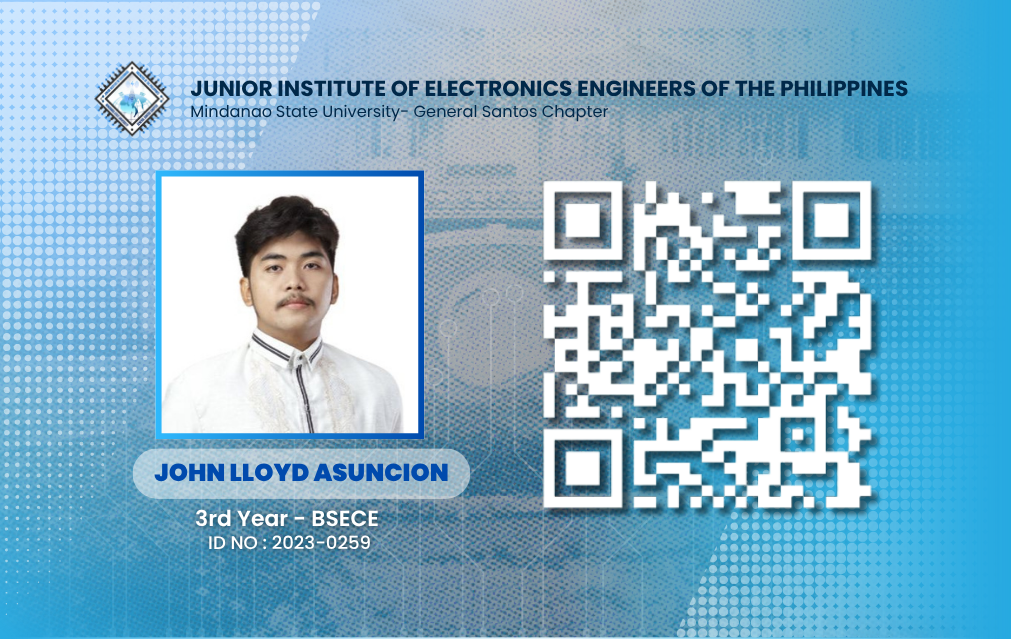 JUNIOR INSTITUTE OF ELECTRONICS ENGINEERS OF THE PHILIPPINES
Mindanao State University- General Santos Chapter
JOHN LLOYD ASUNCION
3rd Year - BSECE
ID NO : 2023-0259